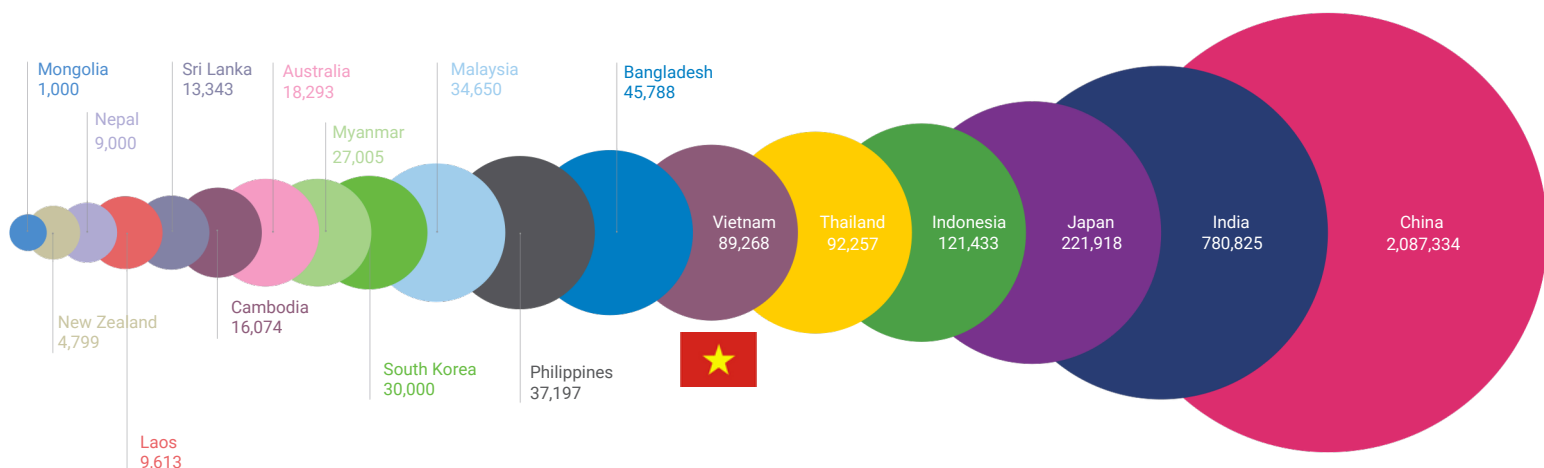 Mongolia
1,000
New Zealand
4,799
Nepal
9,000
Laos
9,613
Sri Lanka
13,343
Cambodia
16,074
Australia
18,293
Myanmar
27,005
South Korea
30,000
Malaysia
34,650
Philippines
37,197
Bangladesh
45,788
Vietnam
89,268
Thailand
92,257
Indonesia
121,433
Japan
221,918
India
780,825
China
2,087,334